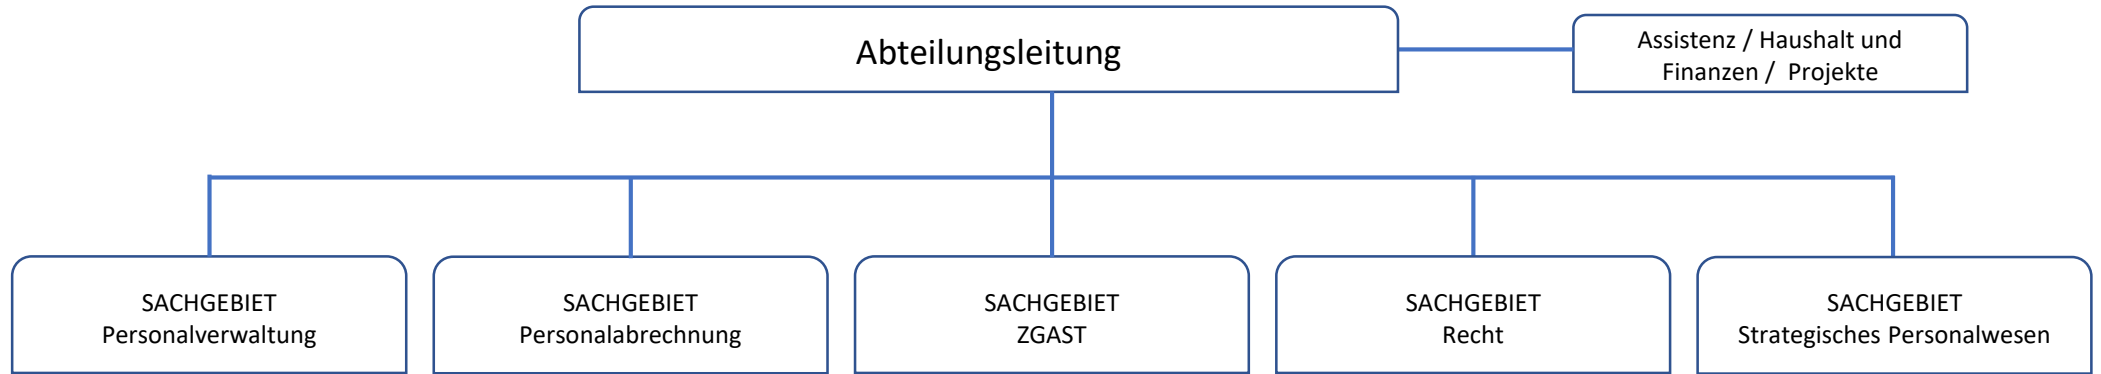 Abteilungsleitung
Assistenz / Haushalt und
Finanzen / Projekte
SACHGEBIET
Personalverwaltung
SACHGEBIET
Personalabrechnung
SACHGEBIET
ZGAST
SACHGEBIET
Recht
SACHGEBIET
Strategisches Personalwesen